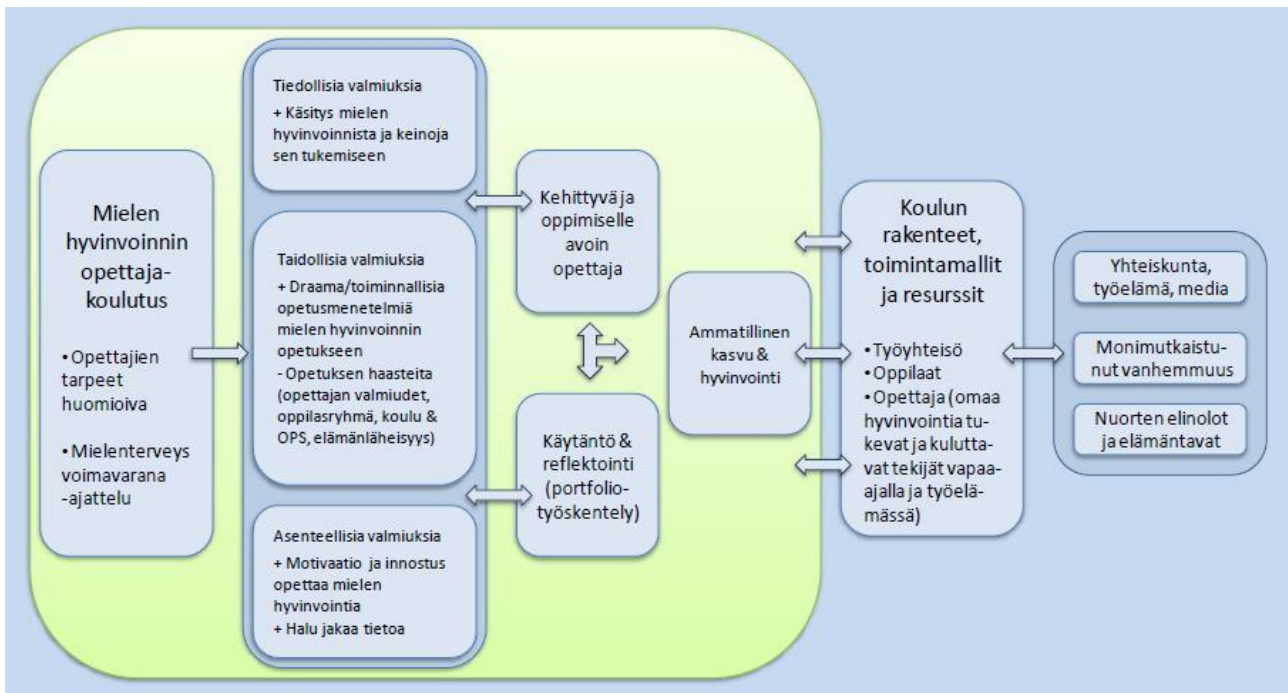 Mielen
hyvinvoinnin
opettaja-
koulutus
• Opettajien
tarpeet
huomioiva
• Mielenterveys
voimavarana
-ajattelu
Tiedollisia valmiuksia
+ Käsitys mielen
hyvinvoinnista ja keinoja
sen tukemiseen
Taidollisia valmiuksia
+ Draama/toiminnallisia
opetusmenetelmiä
mielen hyvinvoinnin
opetukseen
- Opetuksen haasteita
(opettajan valmiudet,
oppilasryhmä, koulu &
OPS, elämänläheisyys)
Asenteellisia valmiuksia
+ Motivaatio ja innostus
opettaa mielen
hyvinvointia
+ Halu jakaa tietoa
Kehittyvä ja
oppimiselle
avoin
opettaja
Käytäntö &
reflektointi
(portfolio-
työskentely)
Ammatillinen
kasvu &
hyvinvointi
Koulun
rakenteet,
toimintamallit
ja resurssit
• Työyhteisö
• Oppilaat
• Opettaja (omaa
hyvinvointia tu-
kevat ja kulutta-
vat tekijät vapaa-
ajalla ja työelä-
mässä)
Yhteiskunta,
työelämä, media
Monimutkaistu-
nut vanhemmuus
Nuorten elinolot
ja elämäntavat